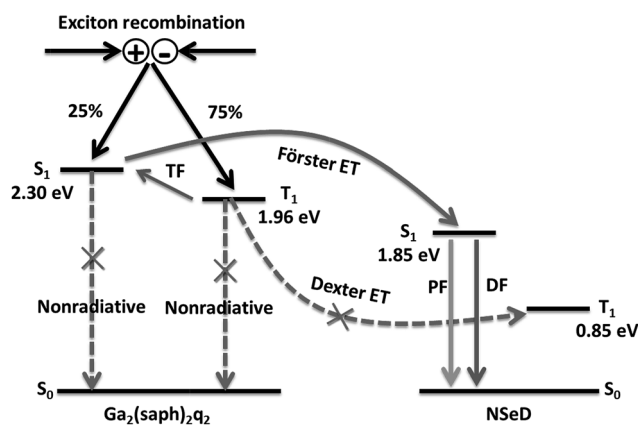 Exciton recombination
+ -
25%
75%
S₁
2.30 eV
TF
T₁
1.96 eV
Förster ET
S₁
1.85 eV
PF
DF
Dexter ET
T₁
0.85 eV
Nonradiative
Nonradiative
S₀
S₀
Ga₂(saph)₂q₂
NSeD